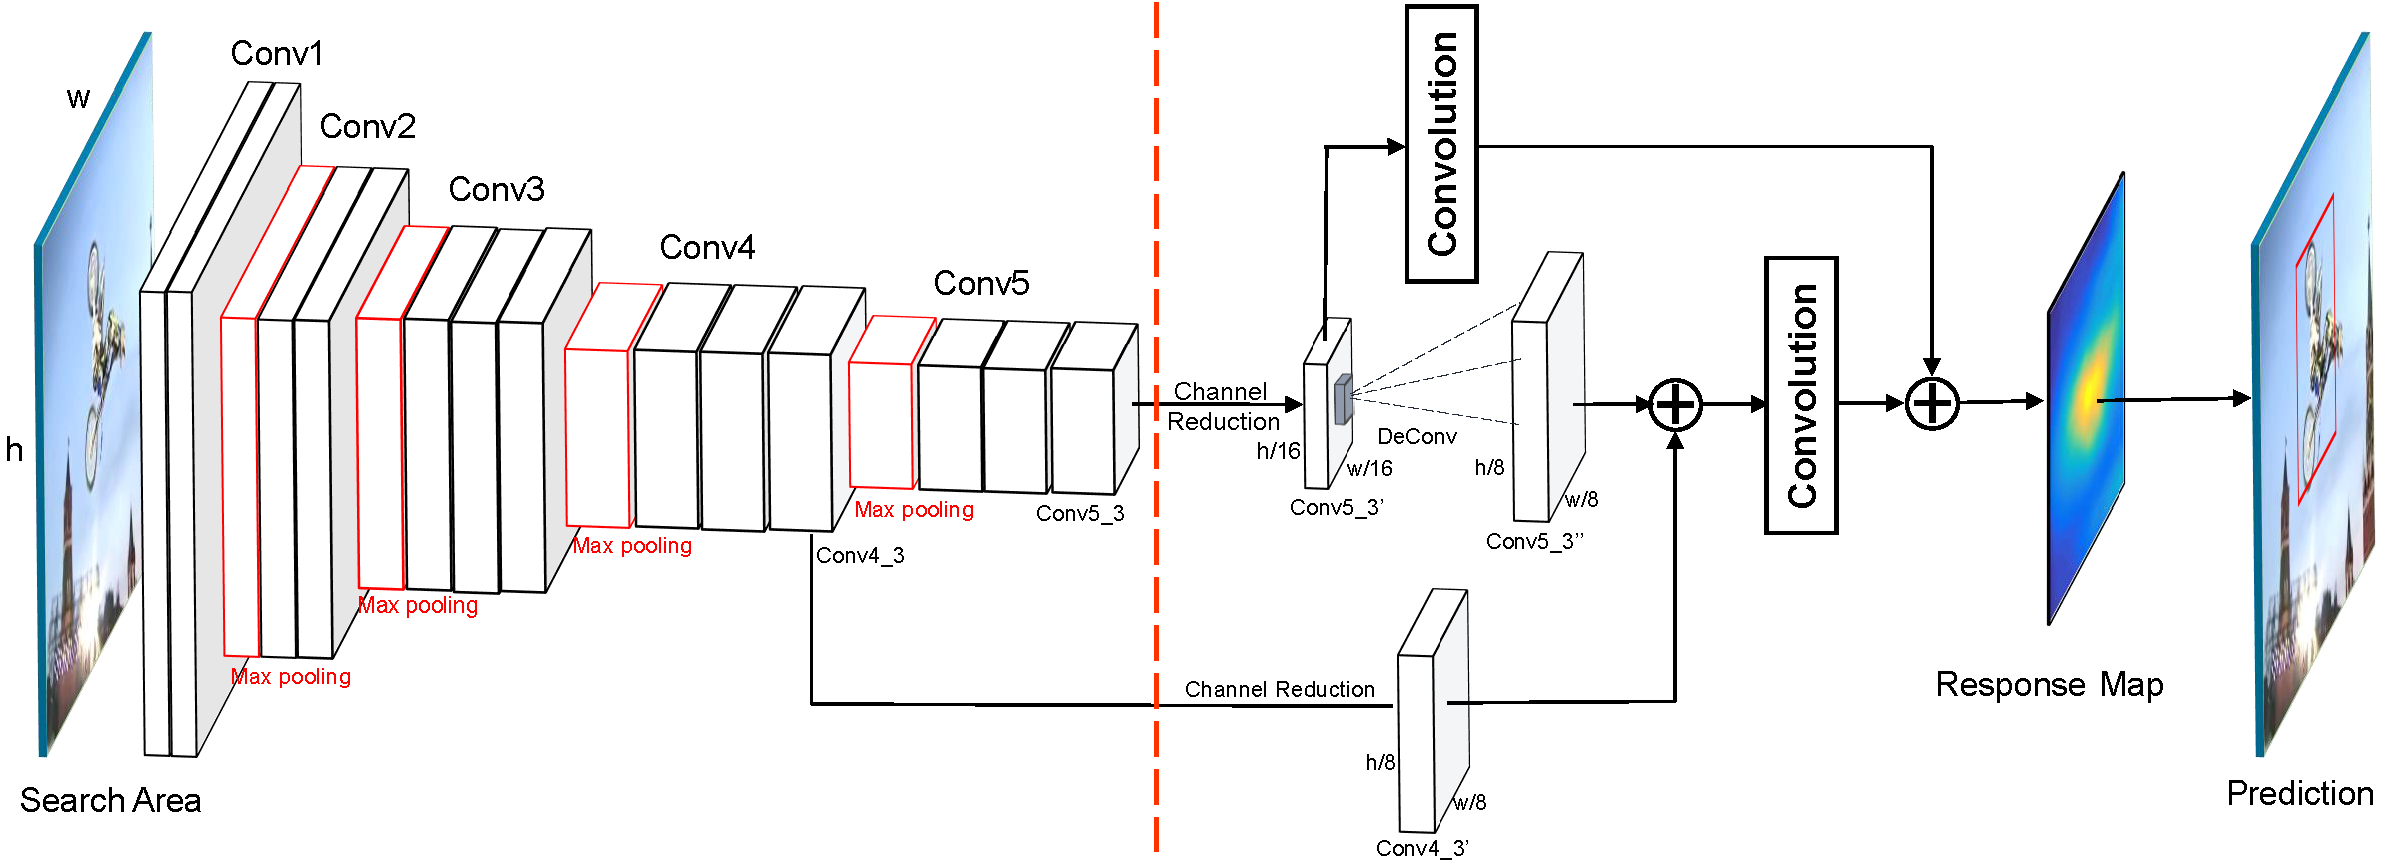 Conv1
w
Conv2
Conv3
Conv4
Conv5
h
Max pooling
Max pooling
Max pooling
Max pooling
Conv4_3
Conv5_3
Search Area
Channel
Reduction
Channel Reduction
Convolution
h/16
w/16
Conv5_3’
DeConv
h/8
w/8
Conv5_3’’
h/8
w/8
Conv4_3’
Convolution
Response Map
Prediction